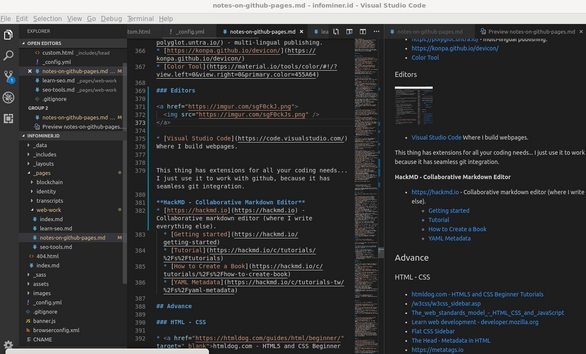 notes-on-github-pages.md - infominer.id - Visual Studio Code
File Edit Selection View Go Debug Terminal Help
EXPLORER
OPEN EDITORS
custom.html _includes/head
_config.yml
notes-on-github-pages.md ... M
learn-seo.md _pages/web-work
seo-tools.md _pages/web-work
.gitignore
GROUP 2
notes-on-github-pages.md ... M
Preview notes-on-github-pages...
INFOMINER.ID
_data
_includes
_layouts
_pages
blockchain
identity
transcripts
web-work
index.md
learn-seo.md
notes-on-github-pages.md M
seo-tools.md
404.html
index.md
_sass
assets
images
_config.yml
.gitignore
banner.js
browserconfig.xml
tom.html
_config.yml
notes-on-github-pages.md
lea
polyglot.untra.io/) - multi-lingual publishing.
366 * [https://konpa.github.io/devicon/](https://
konpa.github.io/devicon/)
367 * [Color Tool](https://material.io/tools/color/#!/?
view.left=0&view.right=0&primary.color=455A64)
368
369 ### Editors
370
371 <a href="https://imgur.com/sgF0ckJ.png">
372 <img src="https://imgur.com/sgF0ckJs.png" />
373 </a>
374
375 * [Visual Studio Code](https://code.visualstudio.com/)
Where I build webpages.
379 This thing has extensions for all your coding needs...
I just use it to work with github, because it has
seamless git integration.
380
381 **HackMD - Collaborative Markdown Editor**
382 * [https://hackmd.io](https://hackmd.io) -
Collaborative markdown editor (where I write
everything else).
383 * [Getting started](https://hackmd.io/
getting-started)
384 * [Tutorial](https://hackmd.io/c/tutorials/
%2Fs%2Ftutorials)
385 * [How to Create a Book](https://hackmd.io/c/
tutorials/%2Fs%2Fhow-to-create-book)
386 * [YAML Metadata](https://hackmd.io/c/tutorials-tw/
%2Fs%2Fyaml-metadata)
387
388 ## Advance
389
390 ### HTML - CSS
391
392 * <a href="https://htmldog.com/guides/html/beginner/"
target="_blank">htmldog.com - HTML5 and CSS Beginner
notes-on-github-pages.md
Preview notes-on-github-pages.md
https://konpa.github.io/devicon/
Color Tool
Editors
Visual Studio Code Where I build webpages.
This thing has extensions for all your coding needs... I just use it to work with github,
because it has seamless git integration.
HackMD - Collaborative Markdown Editor
https://hackmd.io - Collaborative markdown editor (where I write everything
else).
Getting started
Tutorial
How to Create a Book
YAML Metadata
Advance
HTML - CSS
htmldog.com - HTML5 and CSS Beginner Tutorials
/w3css/w3css_sidebar.asp
The_web_standards_model_-_HTML_CSS_and_JavaScript
Learn web development - developer.mozilla.org
Flat CSS Sidebar
The Head - Metadata in HTML
https://metatags.io